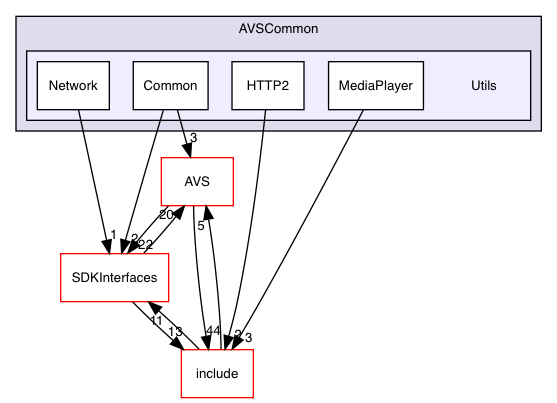 AVSCommon
Network
Common
HTTP2
MediaPlayer
Utils
3
AVS
20
5
1
2
22
SDKInterfaces
11
13
44
2
3
include